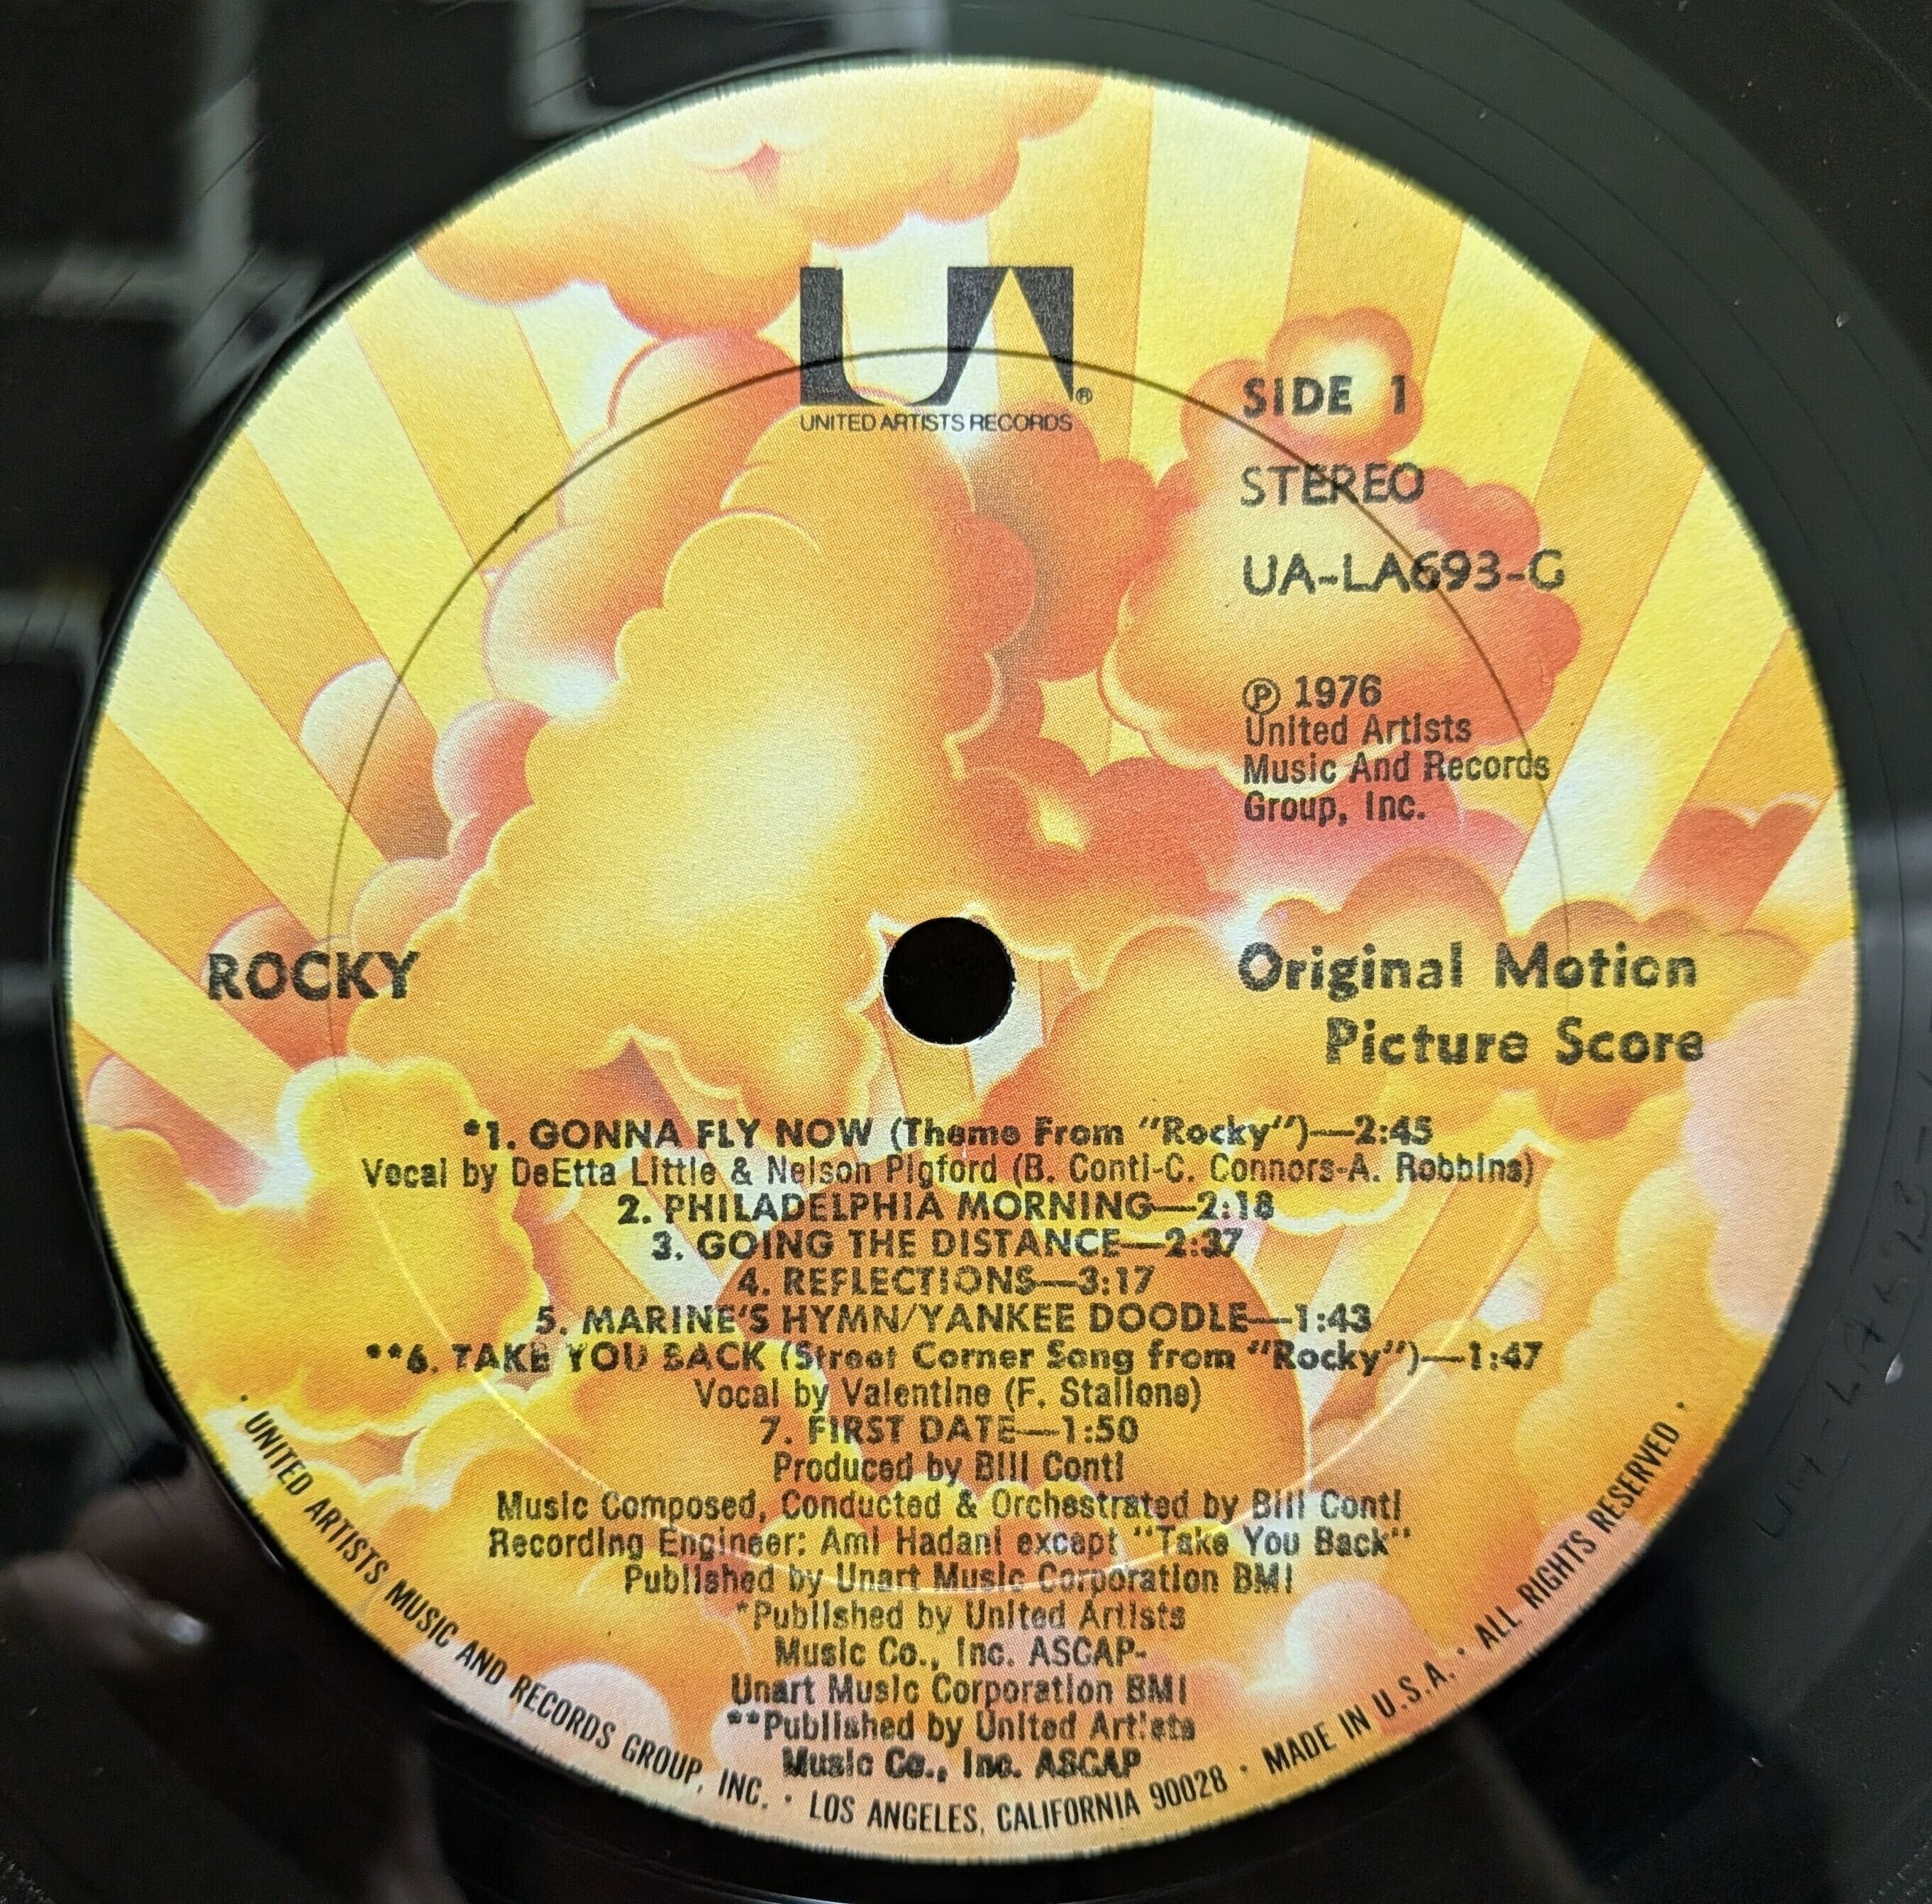 UA®
UNITED ARTISTS RECORDS
SIDE 1
STEREO
UA-LA693-G
℗ 1976
United Artists
Music And Records
Group, Inc.
ROCKY
Original Motion
Picture Score
*1. GONNA FLY NOW (Theme From "Rocky")—2:45
Vocal by DeEtta Little & Nelson Pigford (B. Conti-C. Connors-A. Robbins)
2. PHILADELPHIA MORNING—2:18
3. GOING THE DISTANCE—2:37
4. REFLECTIONS—3:17
5. MARINE'S HYMN/YANKEE DOODLE—1:43
**6. TAKE YOU BACK (Street Corner Song from "Rocky")—1:47
Vocal by Valentine (F. Stallone)
7. FIRST DATE—1:50
Produced by Bill Conti
Music Composed, Conducted & Orchestrated by Bill Conti
Recording Engineer: Ami Hadani except "Take You Back"
Published by Unart Music Corporation BMI
*Published by United Artists
Music Co., Inc. ASCAP-
Unart Music Corporation BMI
**Published by United Artists
Music Co., Inc. ASCAP
· UNITED ARTISTS MUSIC AND RECORDS GROUP, INC. · LOS ANGELES, CALIFORNIA 90028 · MADE IN U.S.A. · ALL RIGHTS RESERVED ·